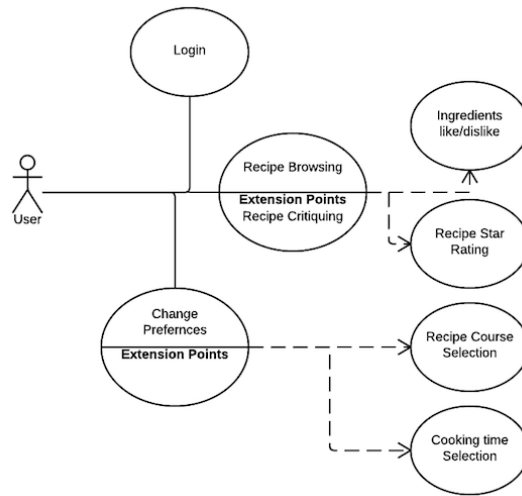 Login
Ingredients
like/dislike
Recipe Browsing
Extension Points
Recipe Critiquing
User
Recipe Star
Rating
Change
Prefernces
Extension Points
Recipe Course
Selection
Cooking time
Selection